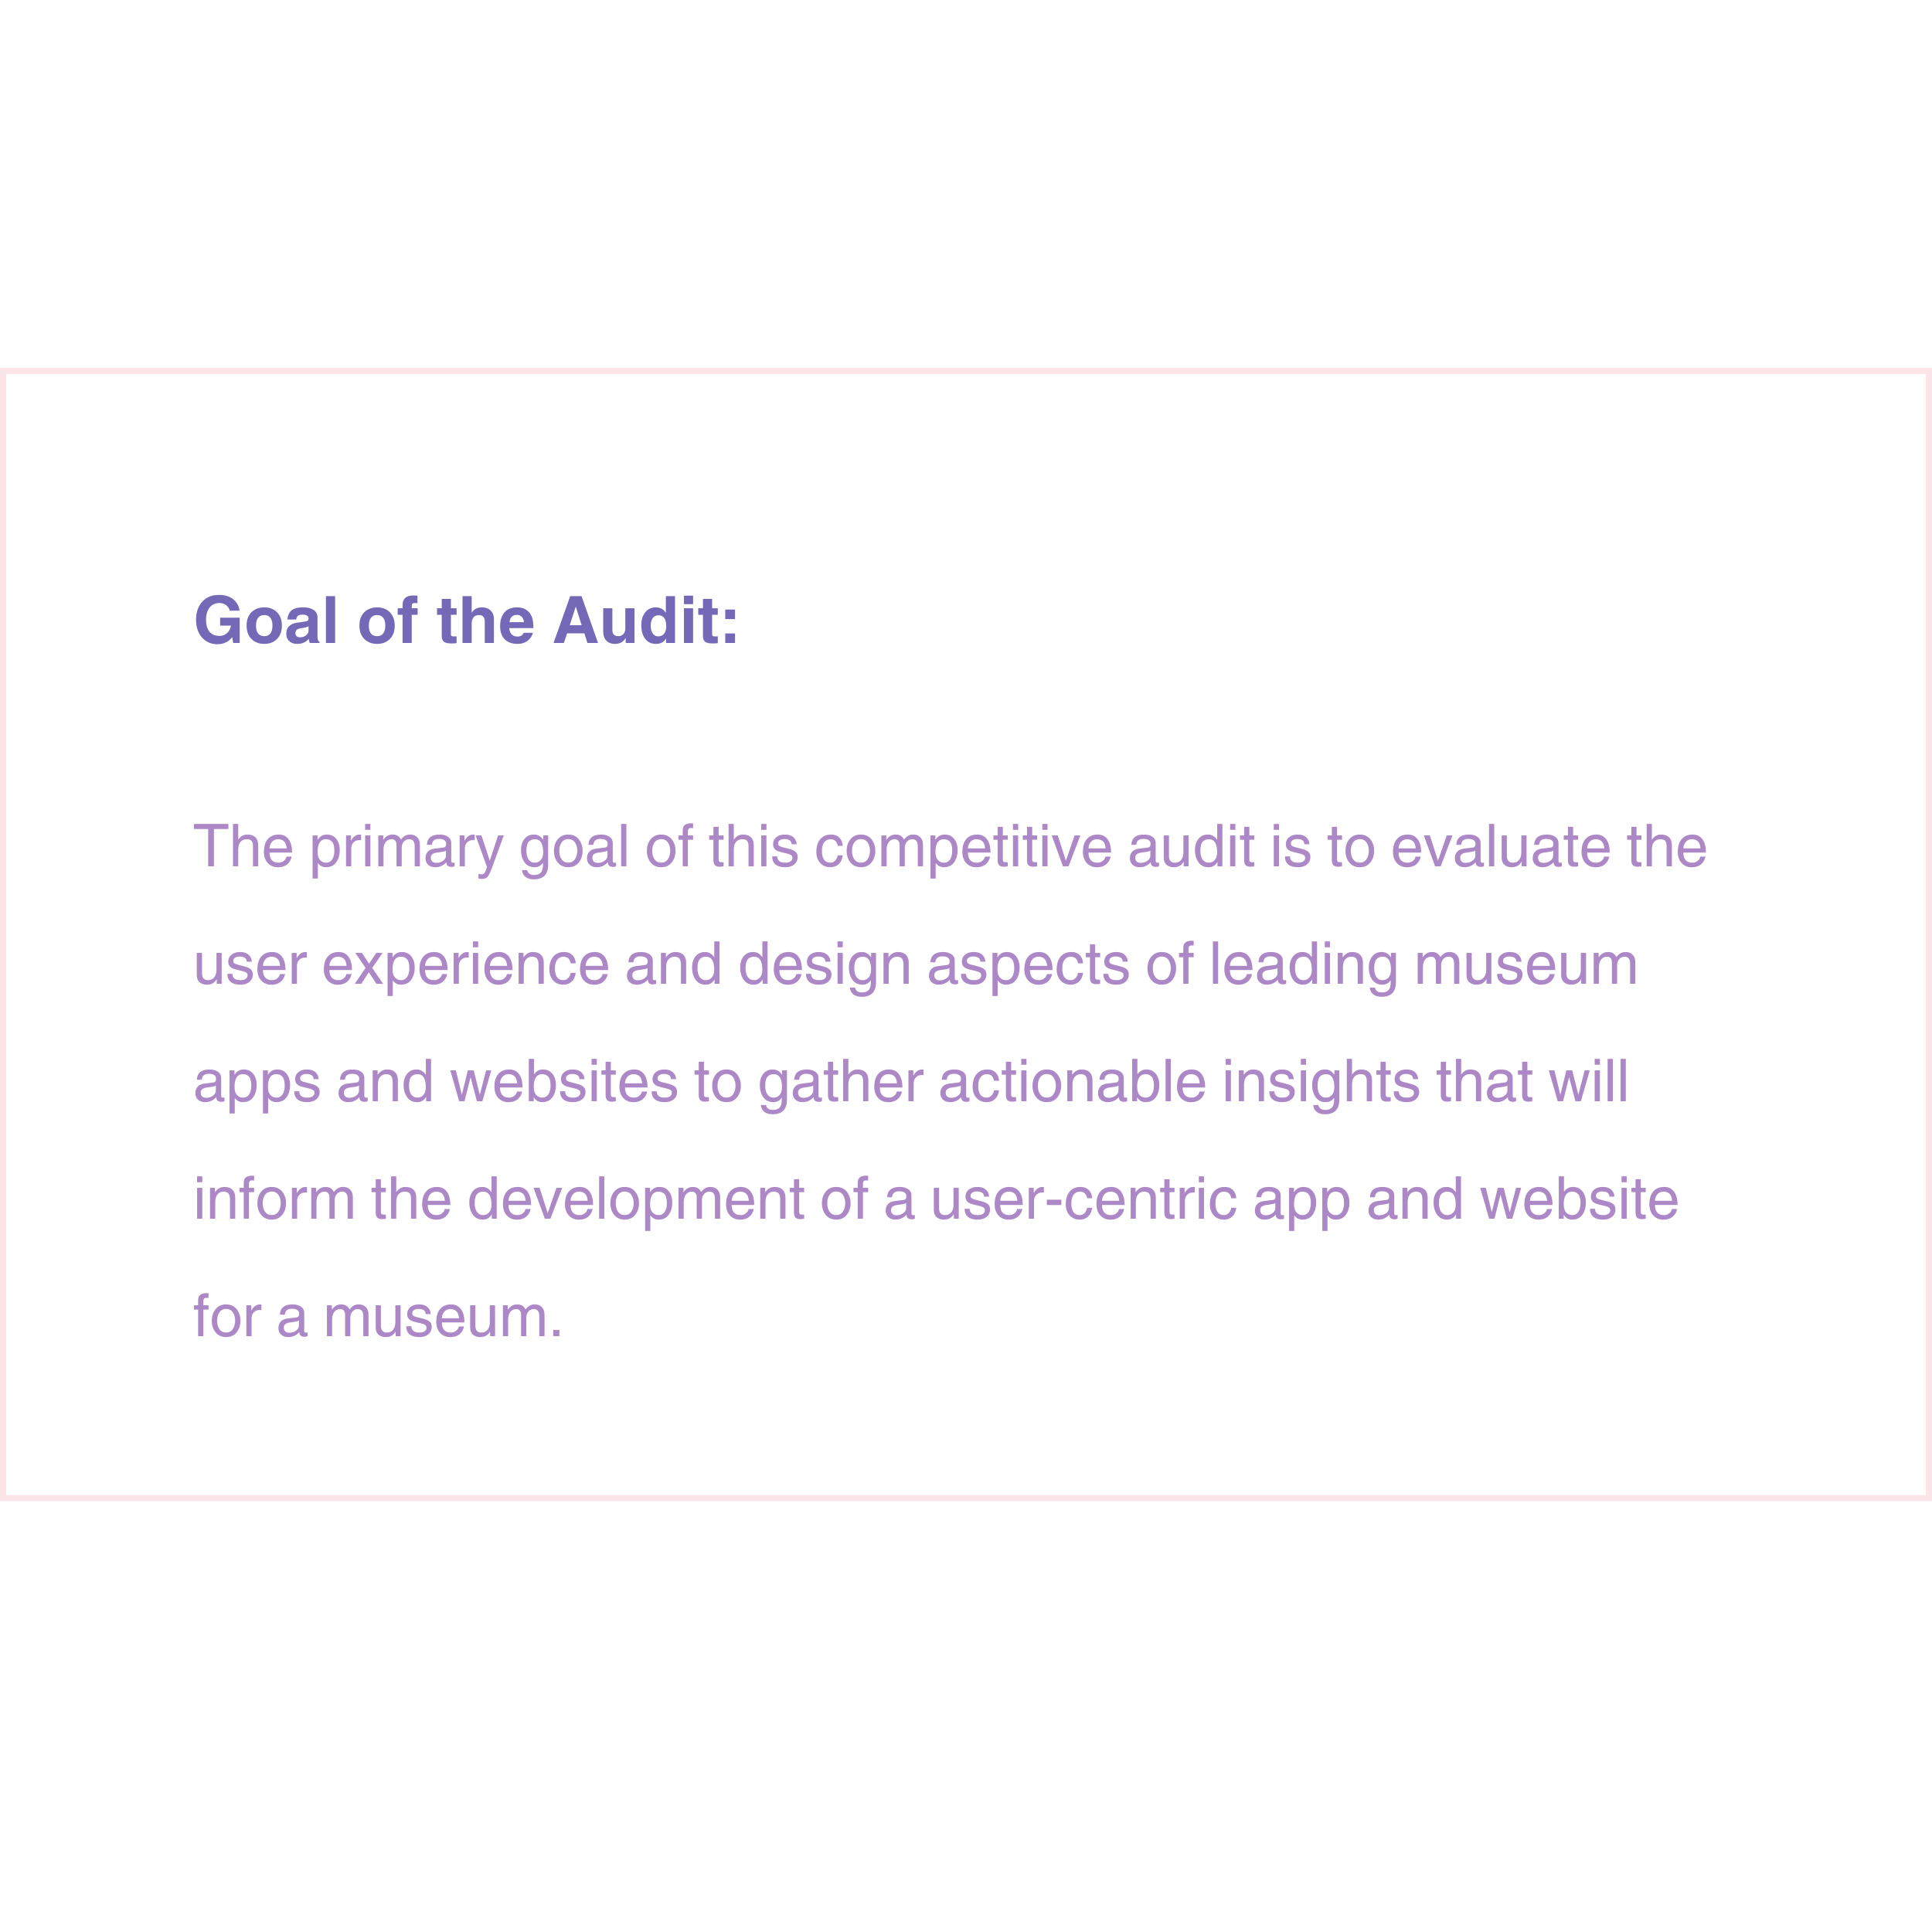 Goal of the Audit:
The primary goal of this competitive audit is to evaluate the
user experience and design aspects of leading museum
apps and websites to gather actionable insights that will
inform the development of a user-centric app and website
for a museum.